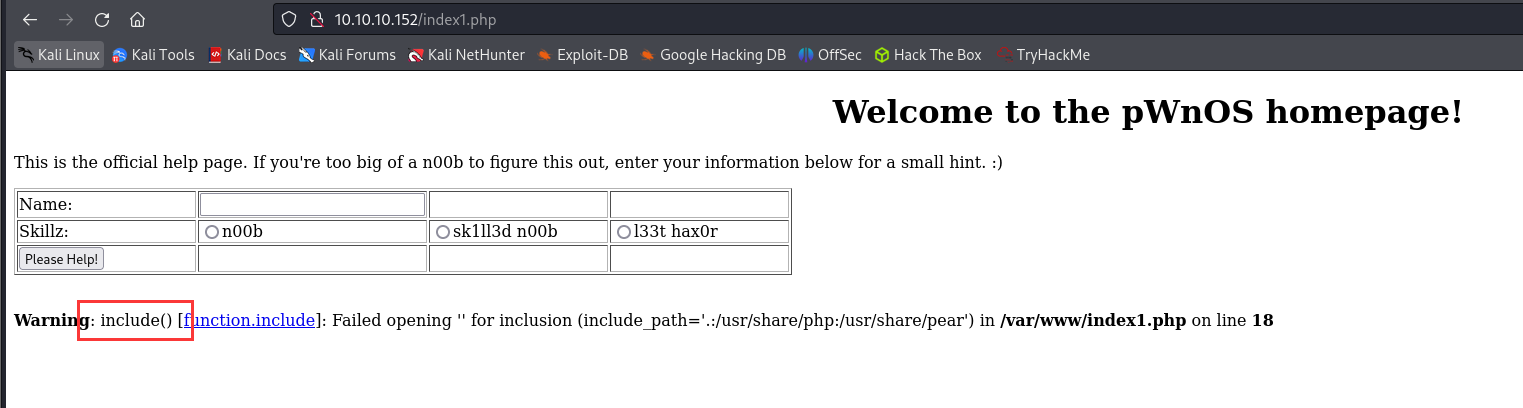 10.10.10.152/index1.php
Kali Linux Kali Tools Kali Docs Kali Forums Kali NetHunter Exploit-DB Google Hacking DB OffSec Hack The Box TryHackMe
Welcome to the pWnOS homepage!
This is the official help page. If you're too big of a n00b to figure this out, enter your information below for a small hint. :)
Name:
Skillz: n00b sk1ll3d n00b l33t hax0r
Please Help!
Warning: include() [function.include]: Failed opening '' for inclusion (include_path='.:/usr/share/php:/usr/share/pear') in /var/www/index1.php on line 18